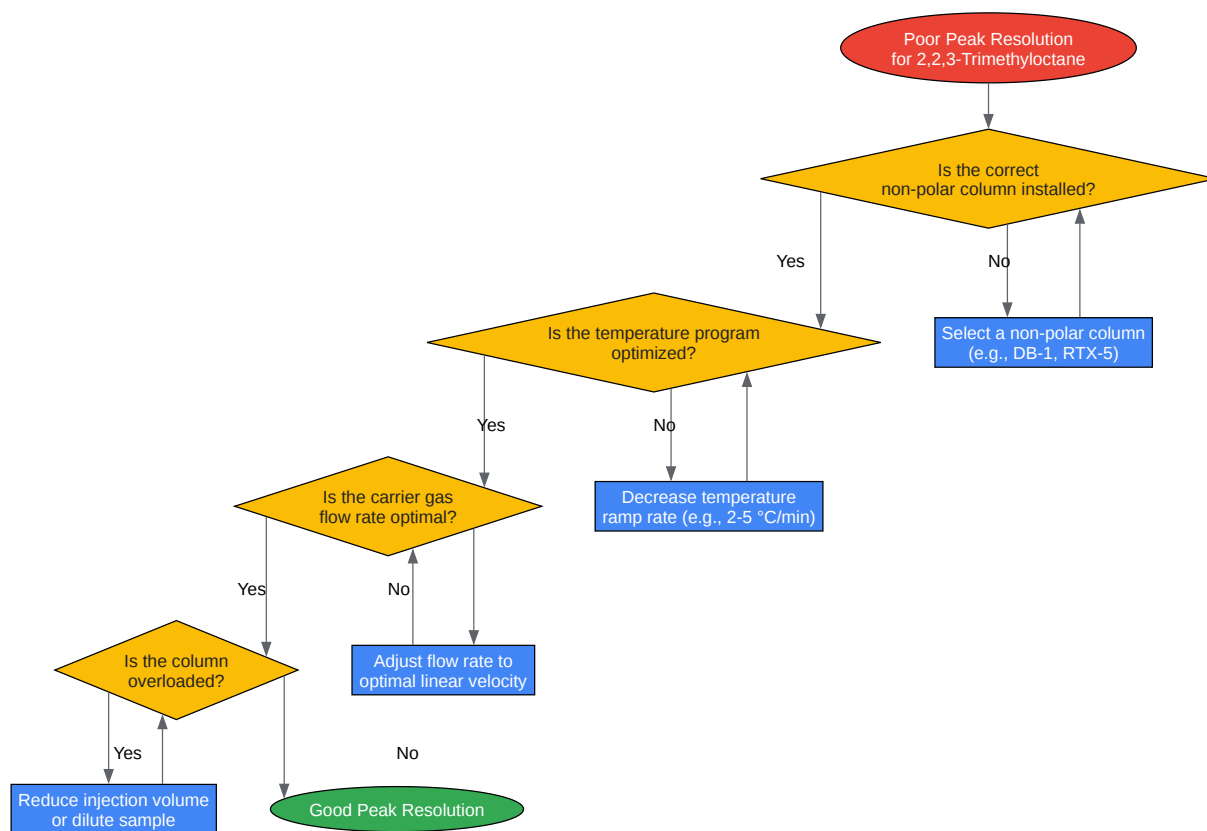 Poor Peak Resolution
for 2,2,3-Trimethyloctane
Is the correct
non-polar column installed?
Yes
No
Is the temperature program
optimized?
Select a non-polar column
(e.g., DB-1, RTX-5)
Yes
No
Is the carrier gas
flow rate optimal?
Decrease temperature
ramp rate (e.g., 2-5 °C/min)
Yes
No
Is the column
overloaded?
Adjust flow rate to
optimal linear velocity
Yes
No
Reduce injection volume
or dilute sample
Good Peak Resolution